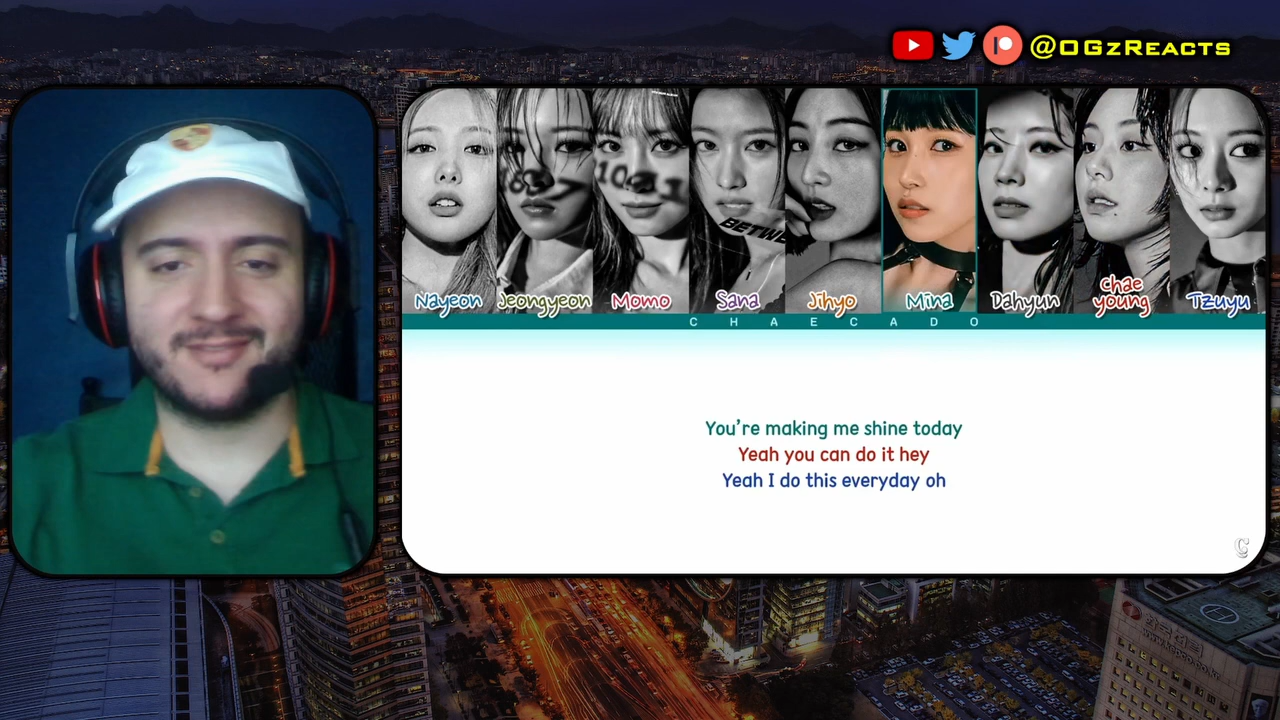 @OGzReacts
BETWE
Nayeon Jeongyeon Momo Sana Jihyo Mina Dahyun chae young Tzuyu
CHAECADO
You're making me shine today
Yeah you can do it hey
Yeah I do this everyday oh